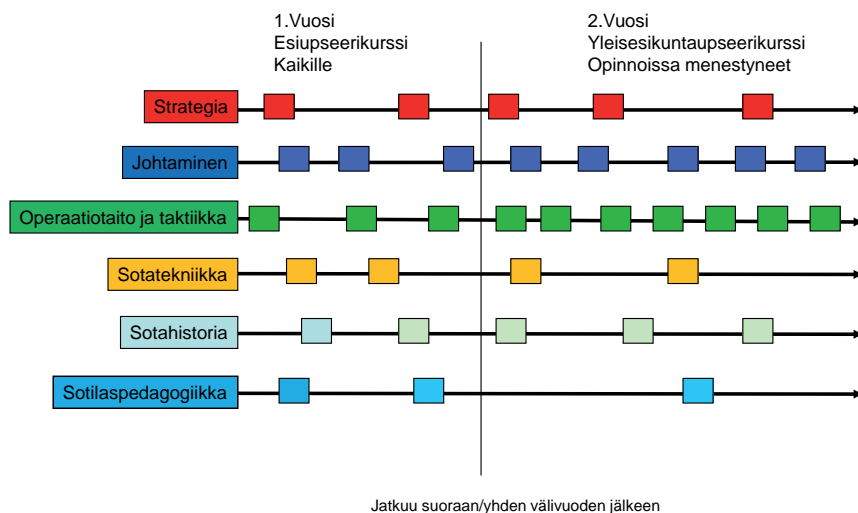 1.Vuosi
Esiupseerikurssi
Kaikille
2.Vuosi
Yleisesikuntaupseerikurssi
Opinnoissa menestyneet
Strategia
Johtaminen
Operaatiotaito ja taktiikka
Sotatekniikka
Sotahistoria
Sotilaspedagogiikka
Jatkuu suoraan/yhden välivuoden jälkeen